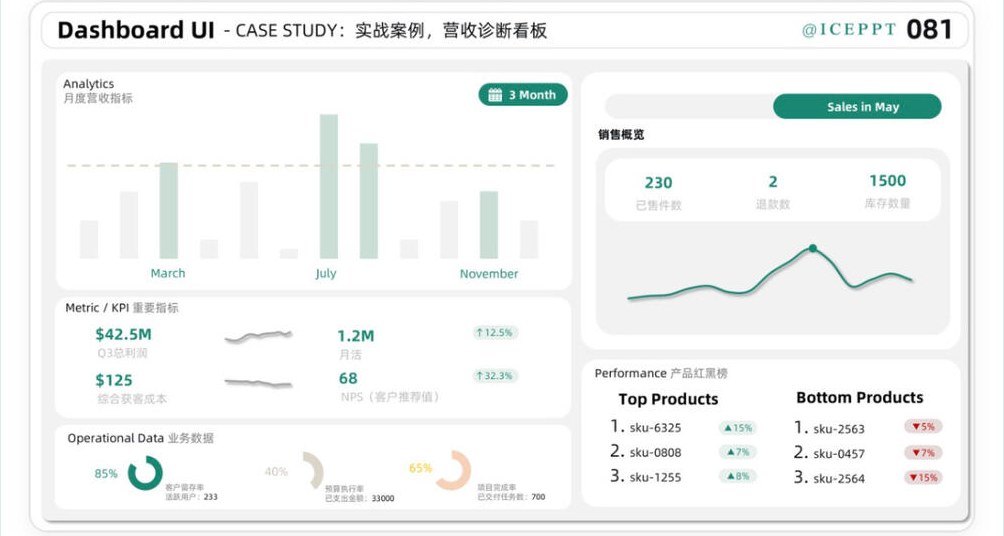 Dashboard UI - CASE STUDY：实战案例，营收诊断看板
@ICEPPT 081
Analytics
月度营收指标
3 Month
March July November
Metric / KPI 重要指标
$42.5M
Q3总利润
1.2M
月活
↑12.5%
$125
综合获客成本
68
NPS（客户推荐值）
↑32.3%
Operational Data 业务数据
85%
客户留存率
活跃用户：233
40%
预算执行率
已支出金额：33000
65%
项目完成率
已交付任务数：700
Sales in May
销售概览
230
已售件数
2
退款数
1500
库存数量
Performance 产品红黑榜
Top Products
1. sku-6325 ▲15%
2. sku-0808 ▲7%
3. sku-1255 ▲8%
Bottom Products
1. sku-2563 ▼5%
2. sku-0457 ▼7%
3. sku-2564 ▼15%